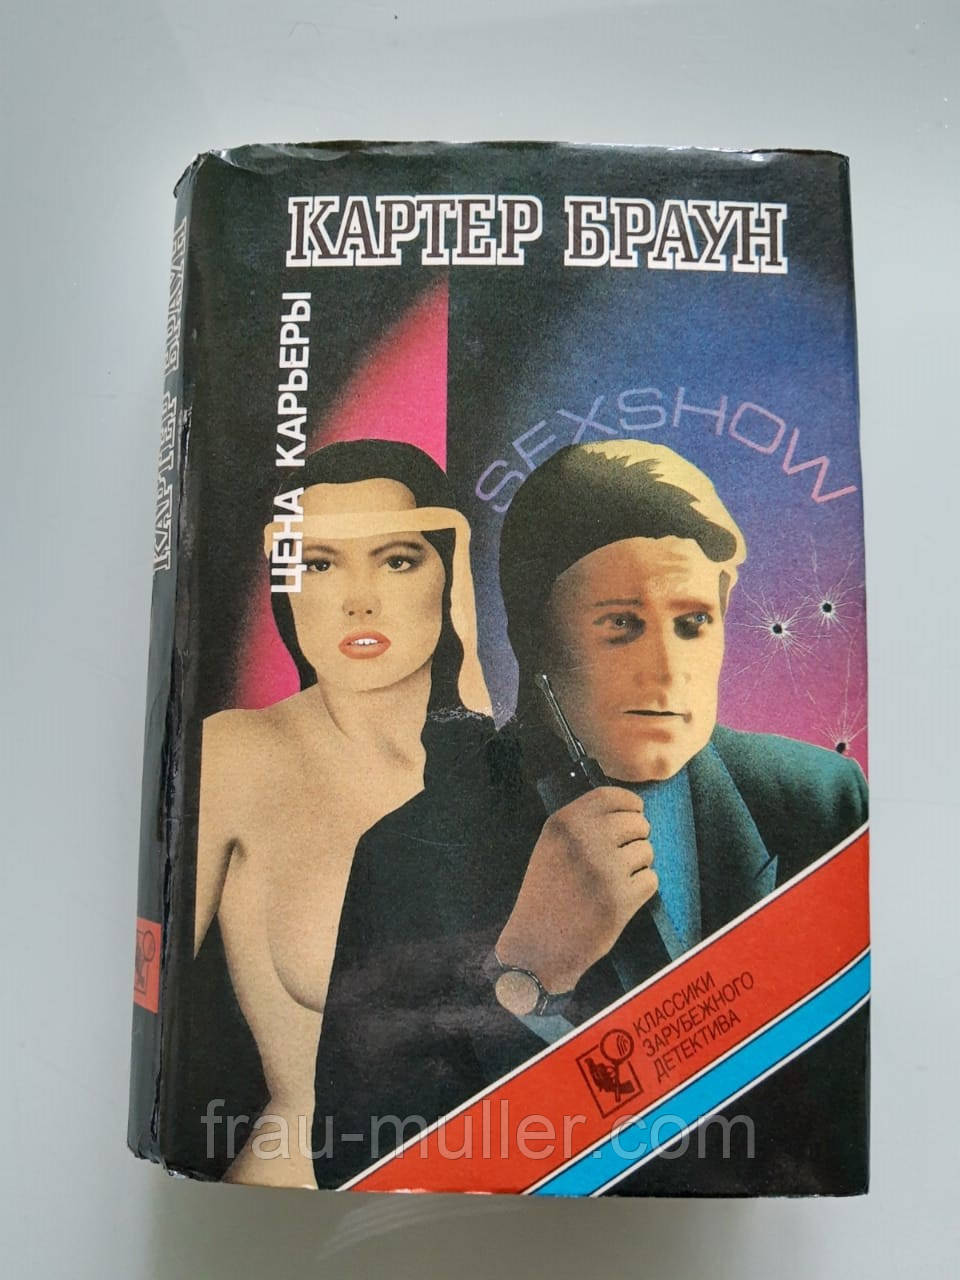 КАРТЕР БРАУН
ЦЕНА КАРЬЕРЫ
SEXSHOW
КАРТЕР БРАУН
КЛАССИКИ
ЗАРУБЕЖНОГО
ДЕТЕКТИВА
frau-muller.com